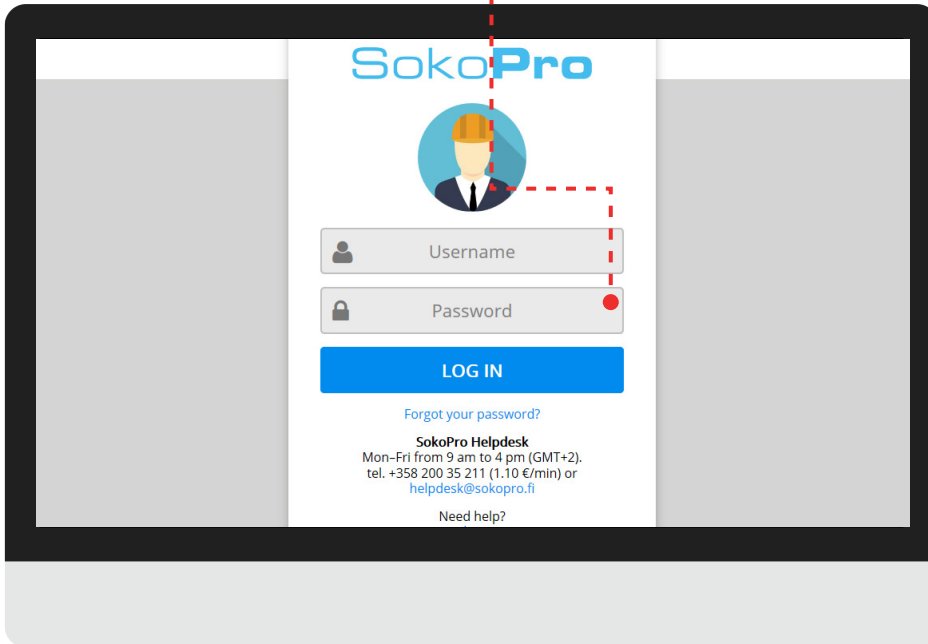 SokoPro
Username
Password
LOG IN
Forgot your password?
SokoPro Helpdesk
Mon–Fri from 9 am to 4 pm (GMT+2).
tel. +358 200 35 211 (1.10 €/min) or
helpdesk@sokopro.fi
Need help?